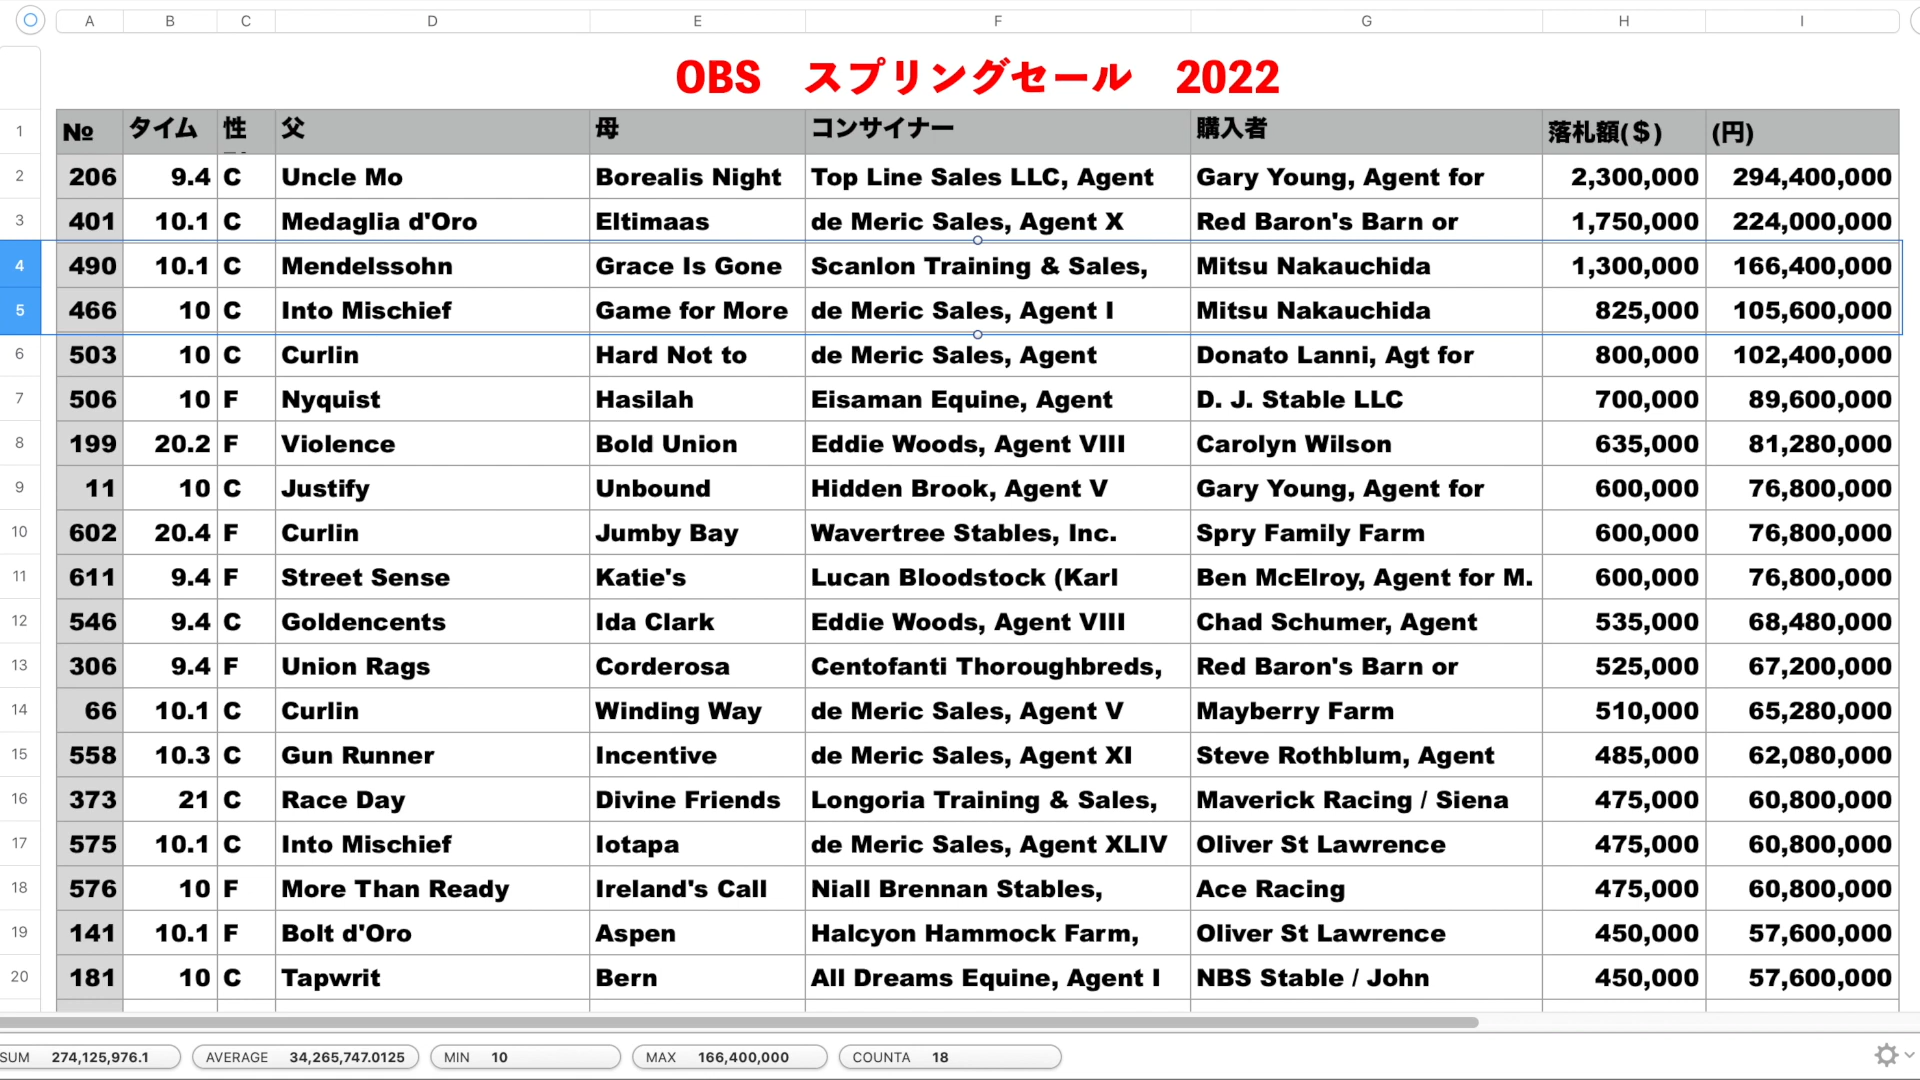 A B C D E F G H I
OBS スプリングセール 2022
1 № タイム 性 父 母 コンサイナー 購入者 落札額($) (円)
2 206 9.4 C Uncle Mo Borealis Night Top Line Sales LLC, Agent Gary Young, Agent for 2,300,000 294,400,000
3 401 10.1 C Medaglia d'Oro Eltimaas de Meric Sales, Agent X Red Baron's Barn or 1,750,000 224,000,000
4 490 10.1 C Mendelssohn Grace Is Gone Scanlon Training & Sales, Mitsu Nakauchida 1,300,000 166,400,000
5 466 10 C Into Mischief Game for More de Meric Sales, Agent I Mitsu Nakauchida 825,000 105,600,000
6 503 10 C Curlin Hard Not to de Meric Sales, Agent Donato Lanni, Agt for 800,000 102,400,000
7 506 10 F Nyquist Hasilah Eisaman Equine, Agent D. J. Stable LLC 700,000 89,600,000
8 199 20.2 F Violence Bold Union Eddie Woods, Agent VIII Carolyn Wilson 635,000 81,280,000
9 11 10 C Justify Unbound Hidden Brook, Agent V Gary Young, Agent for 600,000 76,800,000
10 602 20.4 F Curlin Jumby Bay Wavertree Stables, Inc. Spry Family Farm 600,000 76,800,000
11 611 9.4 F Street Sense Katie's Lucan Bloodstock (Karl Ben McElroy, Agent for M. 600,000 76,800,000
12 546 9.4 C Goldencents Ida Clark Eddie Woods, Agent VIII Chad Schumer, Agent 535,000 68,480,000
13 306 9.4 F Union Rags Corderosa Centofanti Thoroughbreds, Red Baron's Barn or 525,000 67,200,000
14 66 10.1 C Curlin Winding Way de Meric Sales, Agent V Mayberry Farm 510,000 65,280,000
15 558 10.3 C Gun Runner Incentive de Meric Sales, Agent XI Steve Rothblum, Agent 485,000 62,080,000
16 373 21 C Race Day Divine Friends Longoria Training & Sales, Maverick Racing / Siena 475,000 60,800,000
17 575 10.1 C Into Mischief Iotapa de Meric Sales, Agent XLIV Oliver St Lawrence 475,000 60,800,000
18 576 10 F More Than Ready Ireland's Call Niall Brennan Stables, Ace Racing 475,000 60,800,000
19 141 10.1 F Bolt d'Oro Aspen Halcyon Hammock Farm, Oliver St Lawrence 450,000 57,600,000
20 181 10 C Tapwrit Bern All Dreams Equine, Agent I NBS Stable / John 450,000 57,600,000
SUM 274,125,976.1 AVERAGE 34,265,747.0125 MIN 10 MAX 166,400,000 COUNTA 18